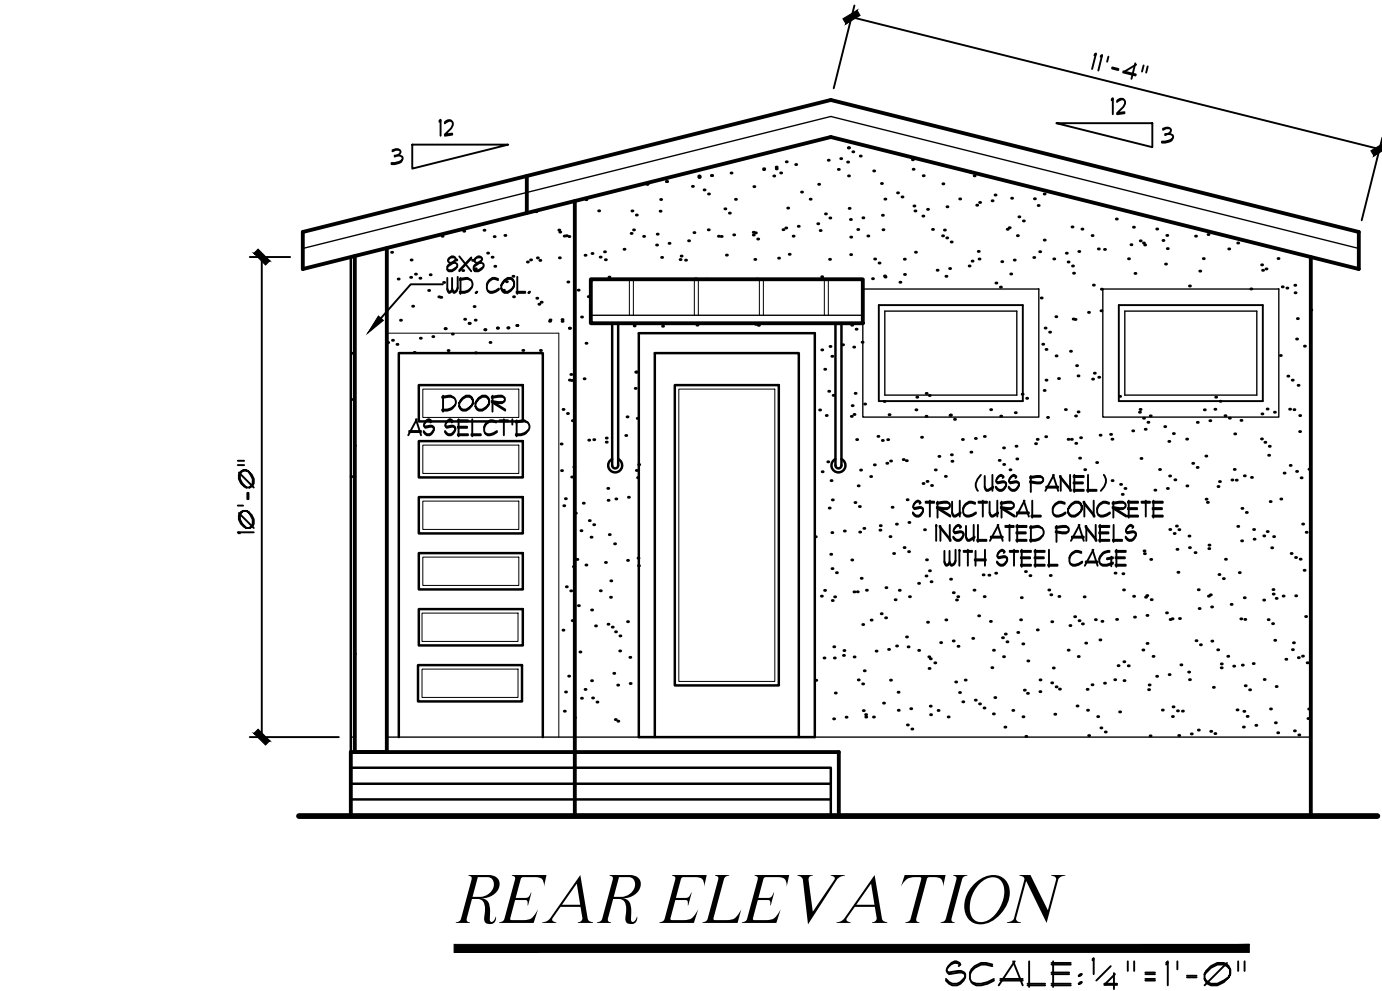 11'-4"
12
3
12
3
8X8
WD. COL.
DOOR
AS SELCT'D
10'-0"
(USS PANEL)
STRUCTURAL CONCRETE
INSULATED PANELS
WITH STEEL CAGE
REAR ELEVATION
SCALE:1/4"=1'-0"